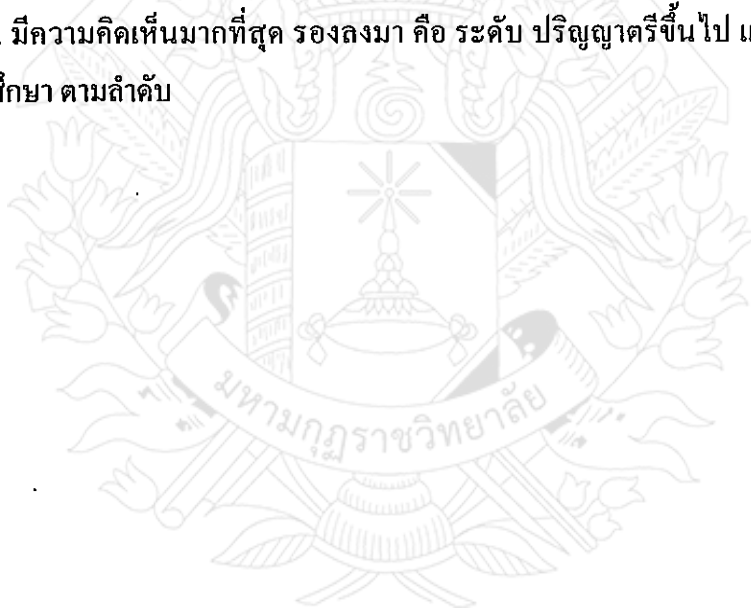 . มีความคิดเห็นมากที่สุด รองลงมา คือ ระดับ ปริญญาตรีขึ้นไป
ศึกษา ตามลำดับ
มหามกุฏราชวิทยาลัย